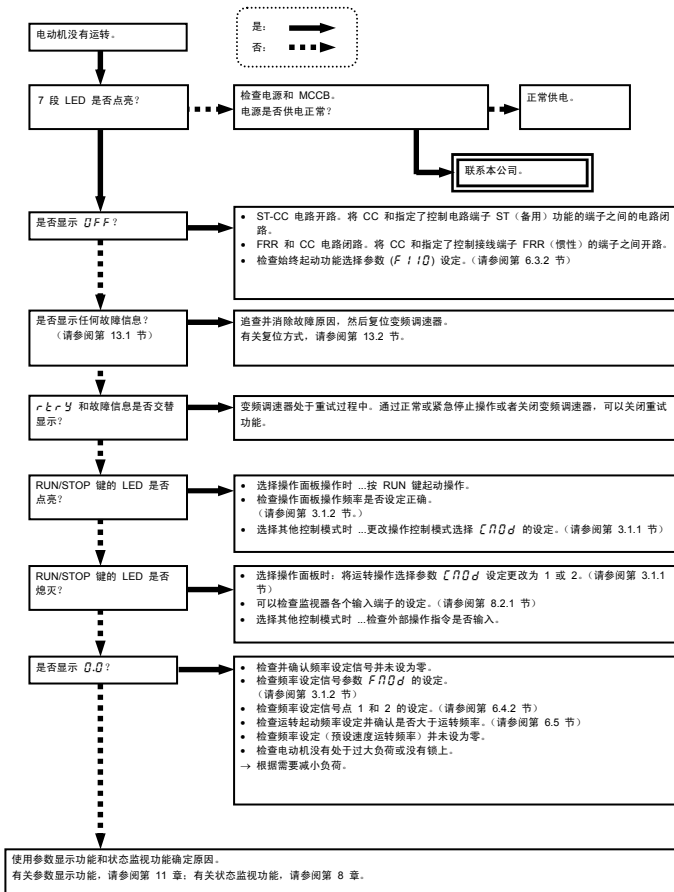 电动机没有运转。
是：
否：
7 段 LED 是否点亮？
检查电源和 MCCB。
电源是否供电正常？
正常供电。
联系本公司。
是否显示 OFF？
• ST-CC 电路开路。将 CC 和指定了控制电路端子 ST（备用）功能的端子之间的电路闭
路。
• FRR 和 CC 电路闭路。将 CC 和指定了控制接线端子 FRR（惯性）的端子之间开路。
• 检查始终起动功能选择参数 (F110) 设定。（请参阅第 6.3.2 节）
是否显示任何故障信息？
（请参阅第 13.1 节）
追查并消除故障原因，然后复位变频调速器。
有关复位方式，请参阅第 13.2 节。
rtry 和故障信息是否交替
显示？
变频调速器处于重试过程中。通过正常或紧急停止操作或者关闭变频调速器，可以关闭重试
功能。
RUN/STOP 键的 LED 是否
点亮？
• 选择操作面板操作时 ...按 RUN 键起动操作。
• 检查操作面板操作频率是否设定正确。
（请参阅第 3.1.2 节。）
• 选择其他控制模式时 ...更改操作控制模式选择 CMOd 的设定。（请参阅第 3.1.1 节）
RUN/STOP 键的 LED 是否
熄灭？
• 选择操作面板时：将运转操作选择参数 CMOd 设定更改为 1 或 2。（请参阅第 3.1.1
节）
• 可以检查监视器各个输入端子的设定。（请参阅第 8.2.1 节）
• 选择其他控制模式时 ...检查外部操作指令是否输入。
是否显示 0.0？
• 检查并确认频率设定信号并未设为零。
• 检查频率设定信号参数 FMOd 的设定。
（请参阅第 3.1.2 节）
• 检查频率设定信号点 1 和 2 的设定。（请参阅第 6.4.2 节）
• 检查运转起动频率设定并确认是否大于运转频率。（请参阅第 6.5 节）
• 检查频率设定（预设速度运转频率）并未设为零。
• 检查电动机没有处于过大负荷或没有锁上。
→ 根据需要减小负荷。
使用参数显示功能和状态监视功能确定原因。
有关参数显示功能，请参阅第 11 章；有关状态监视功能，请参阅第 8 章。